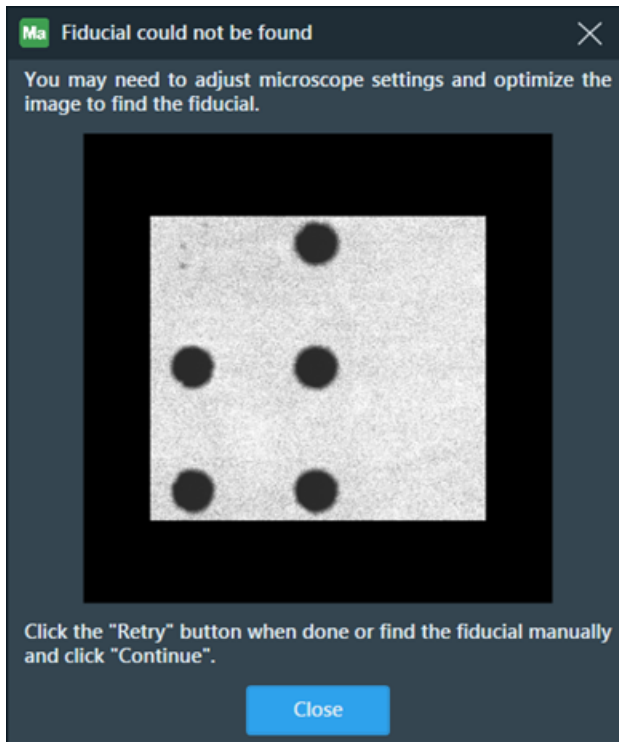 Ma Fiducial could not be found
You may need to adjust microscope settings and optimize the
image to find the fiducial.
Click the "Retry" button when done or find the fiducial manually
and click "Continue".
Close